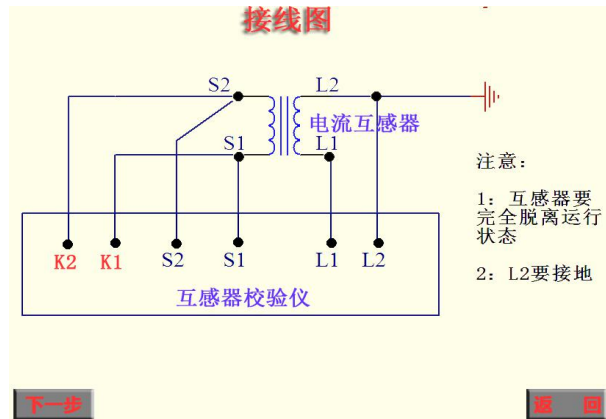 接线图
S2 L2
电流互感器
S1 L1
注意：
1：互感器要
完全脱离运行
状态
2：L2要接地
K2 K1 S2 S1 L1 L2
互感器校验仪
下一步
返 回